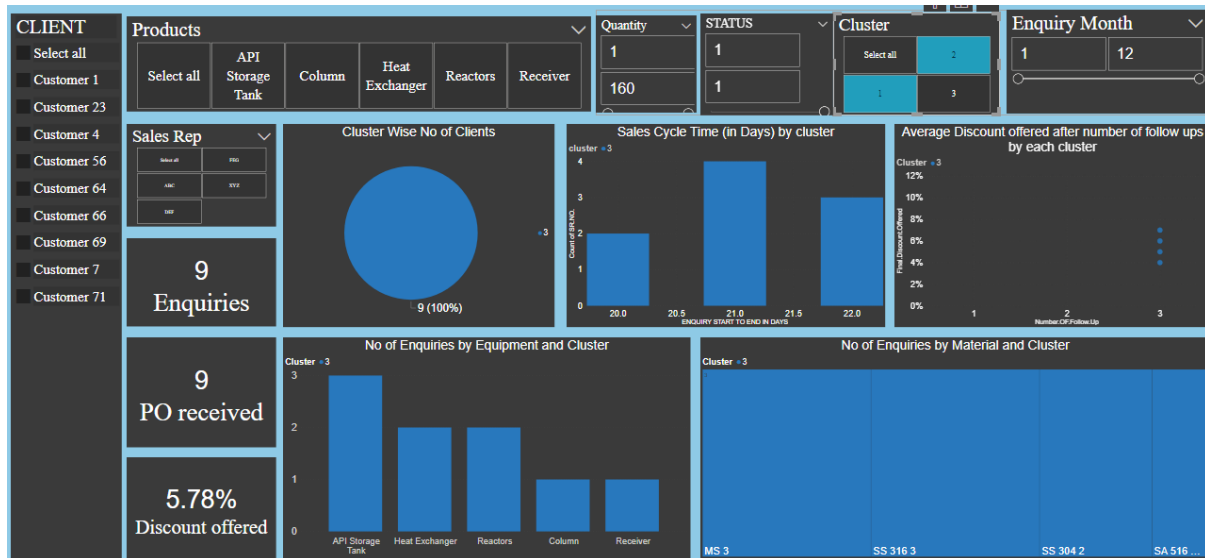 CLIENT
Select all
Customer 1
Customer 23
Customer 4
Customer 56
Customer 64
Customer 66
Customer 69
Customer 7
Customer 71
Products
Select all
API
Storage
Tank
Column
Heat
Exchanger
Reactors
Receiver
Quantity
1
160
STATUS
1
1
Cluster
Select all
2
1
3
Enquiry Month
1
12
Sales Rep
Select all
ABC
XYZ
DEF
9
Enquiries
9
PO received
5.78%
Discount offered
Cluster Wise No of Clients
3
9 (100%)
Sales Cycle Time (in Days) by cluster
cluster 3
4
3
2
1
0
Count of SR.NO.
20.0
20.5
21.0
21.5
22.0
ENQUIRY START TO END IN DAYS
Average Discount offered after number of follow ups
by each cluster
Cluster 3
12%
10%
8%
6%
4%
2%
0%
Final.Discount.Offered
1
2
3
Number.OF.Follow.Up
No of Enquiries by Equipment and Cluster
Cluster 3
3
2
1
0
API Storage
Tank
Heat Exchanger
Reactors
Column
Receiver
No of Enquiries by Material and Cluster
Cluster 3
3
MS 3
SS 316 3
SS 304 2
SA 516 ...